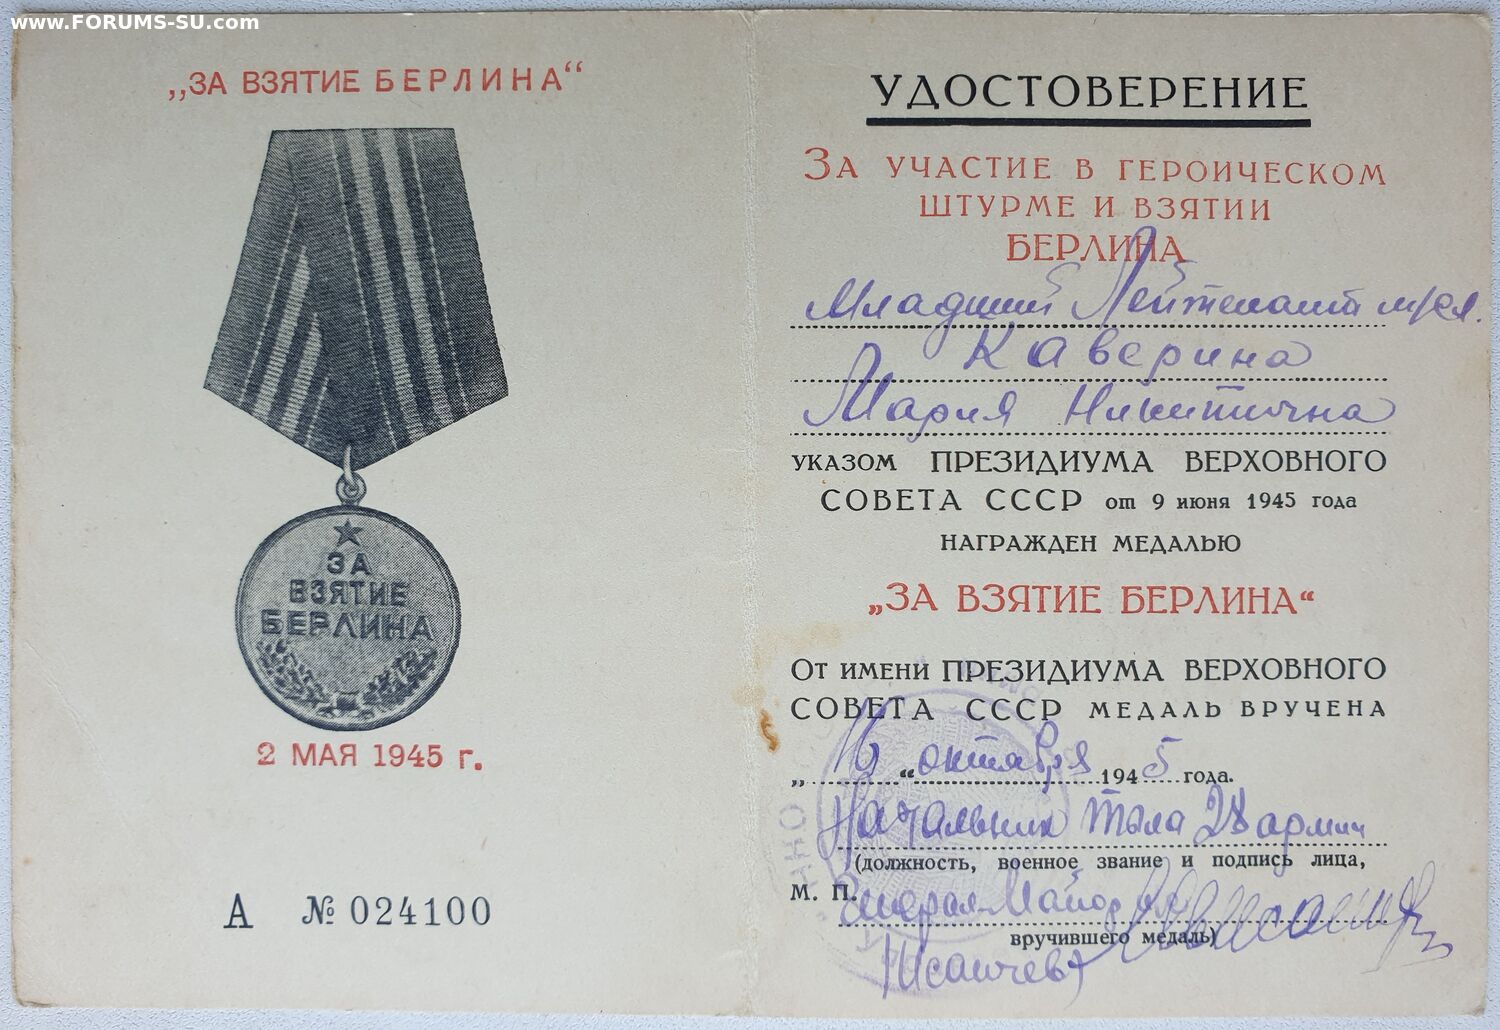 www.FORUMS-SU.com
„ЗА ВЗЯТИЕ БЕРЛИНА“
ЗА
ВЗЯТИЕ
БЕРЛИНА
2 МАЯ 1945 г.
А № 024100
УДОСТОВЕРЕНИЕ
ЗА УЧАСТИЕ В ГЕРОИЧЕСКОМ
ШТУРМЕ И ВЗЯТИИ
БЕРЛИНА
Младший Лейтенант
Каверина
Мария Никитична
УКАЗОМ ПРЕЗИДИУМА ВЕРХОВНОГО
СОВЕТА СССР от 9 июня 1945 года
НАГРАЖДЕН МЕДАЛЬЮ
„ЗА ВЗЯТИЕ БЕРЛИНА“
ОТ ИМЕНИ ПРЕЗИДИУМА ВЕРХОВНОГО
СОВЕТА СССР МЕДАЛЬ ВРУЧЕНА
„16“ октября 1945 года.
Начальник Тыла 28 армии
(должность, военное звание и подпись лица,
М. П. Генерал-Майор
вручившего медаль)